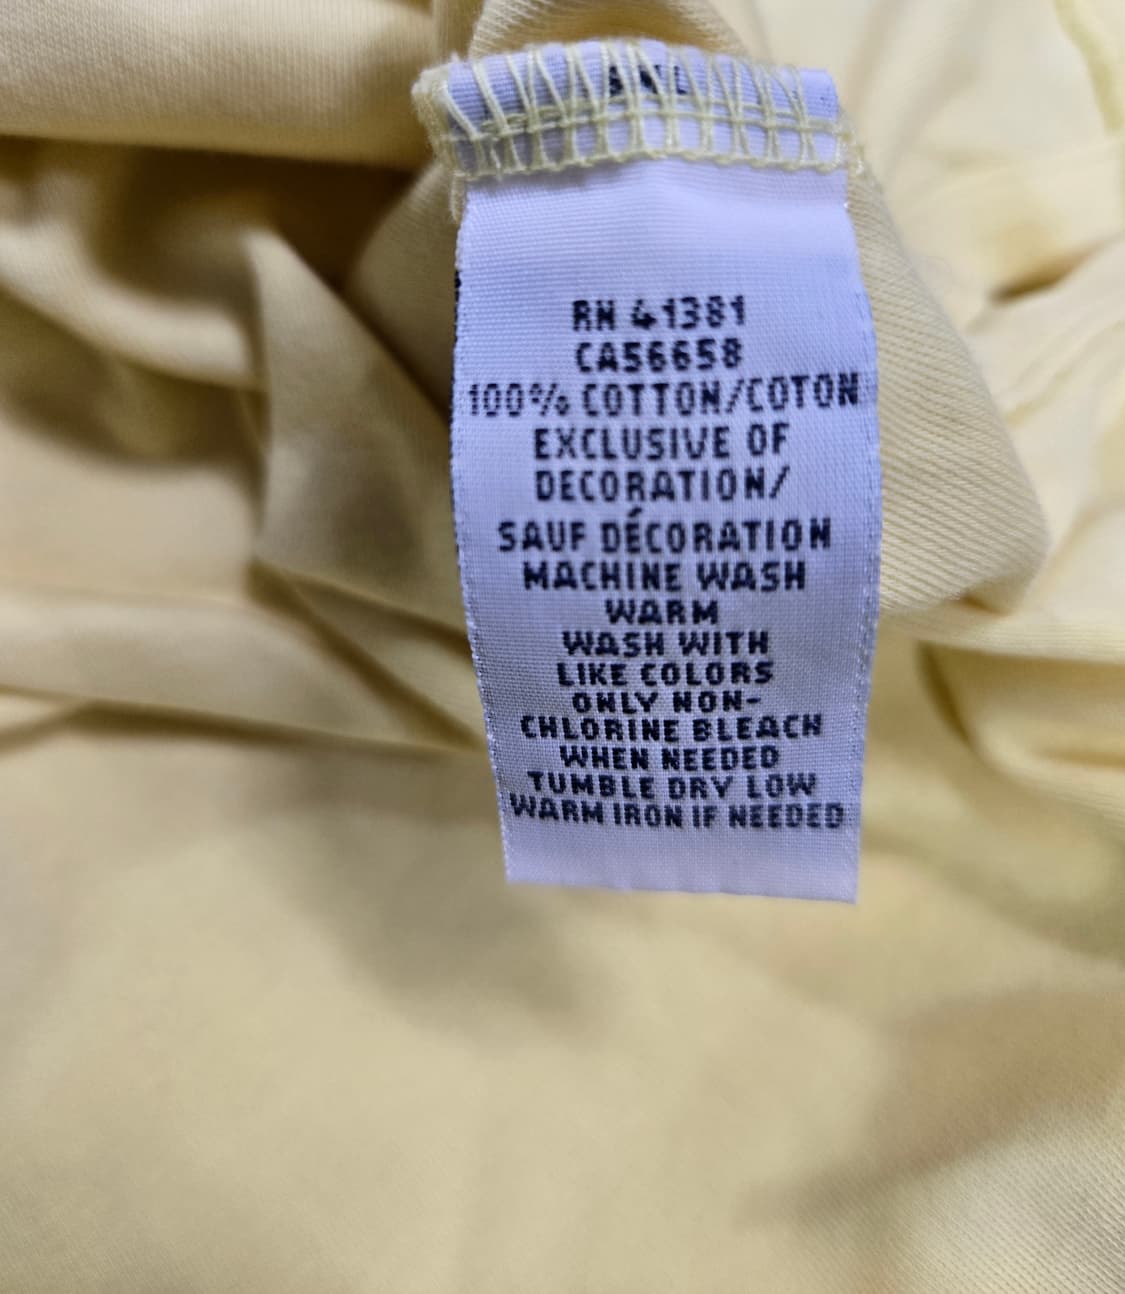 RN 41381
CA56658
100% COTTON/COTON
EXCLUSIVE OF
DECORATION/
SAUF DÉCORATION
MACHINE WASH
WARM
WASH WITH
LIKE COLORS
ONLY NON-
CHLORINE BLEACH
WHEN NEEDED
TUMBLE DRY LOW
WARM IRON IF NEEDED